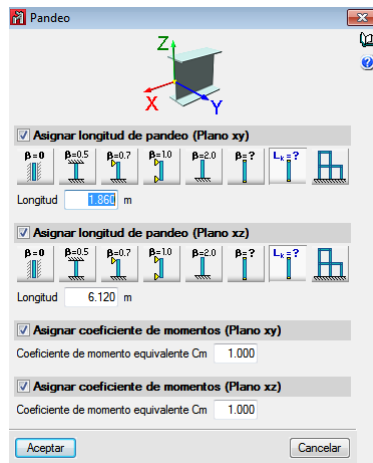 Pandeo
Z
X Y
Asignar longitud de pandeo (Plano xy)
β=0 β=0.5 β=0.7 β=1.0 β=2.0 β=? Lk=?
Longitud 1.860 m
Asignar longitud de pandeo (Plano xz)
β=0 β=0.5 β=0.7 β=1.0 β=2.0 β=? Lk=?
Longitud 6.120 m
Asignar coeficiente de momentos (Plano xy)
Coeficiente de momento equivalente Cm 1.000
Asignar coeficiente de momentos (Plano xz)
Coeficiente de momento equivalente Cm 1.000
Aceptar Cancelar